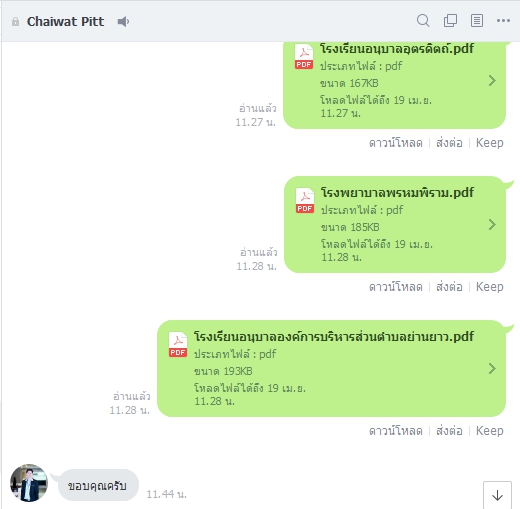 Chaiwat Pitt
โรงเรียนอนุบาลอุตรดิตถ์.pdf
PDF
ประเภทไฟล์ : pdf
ขนาด 167KB
โหลดไฟล์ได้ถึง 19 เม.ย.
11.27 น.
อ่านแล้ว
11.27 น.
ดาวน์โหลด | ส่งต่อ | Keep
โรงพยาบาลพรหมพิราม.pdf
PDF
ประเภทไฟล์ : pdf
ขนาด 185KB
โหลดไฟล์ได้ถึง 19 เม.ย.
11.28 น.
อ่านแล้ว
11.28 น.
ดาวน์โหลด | ส่งต่อ | Keep
โรงเรียนอนุบาลองค์การบริหารส่วนตำบลย่านยาว.pdf
PDF
ประเภทไฟล์ : pdf
ขนาด 193KB
โหลดไฟล์ได้ถึง 19 เม.ย.
11.28 น.
อ่านแล้ว
11.28 น.
ดาวน์โหลด | ส่งต่อ | Keep
ขอบคุณครับ
11.44 น.